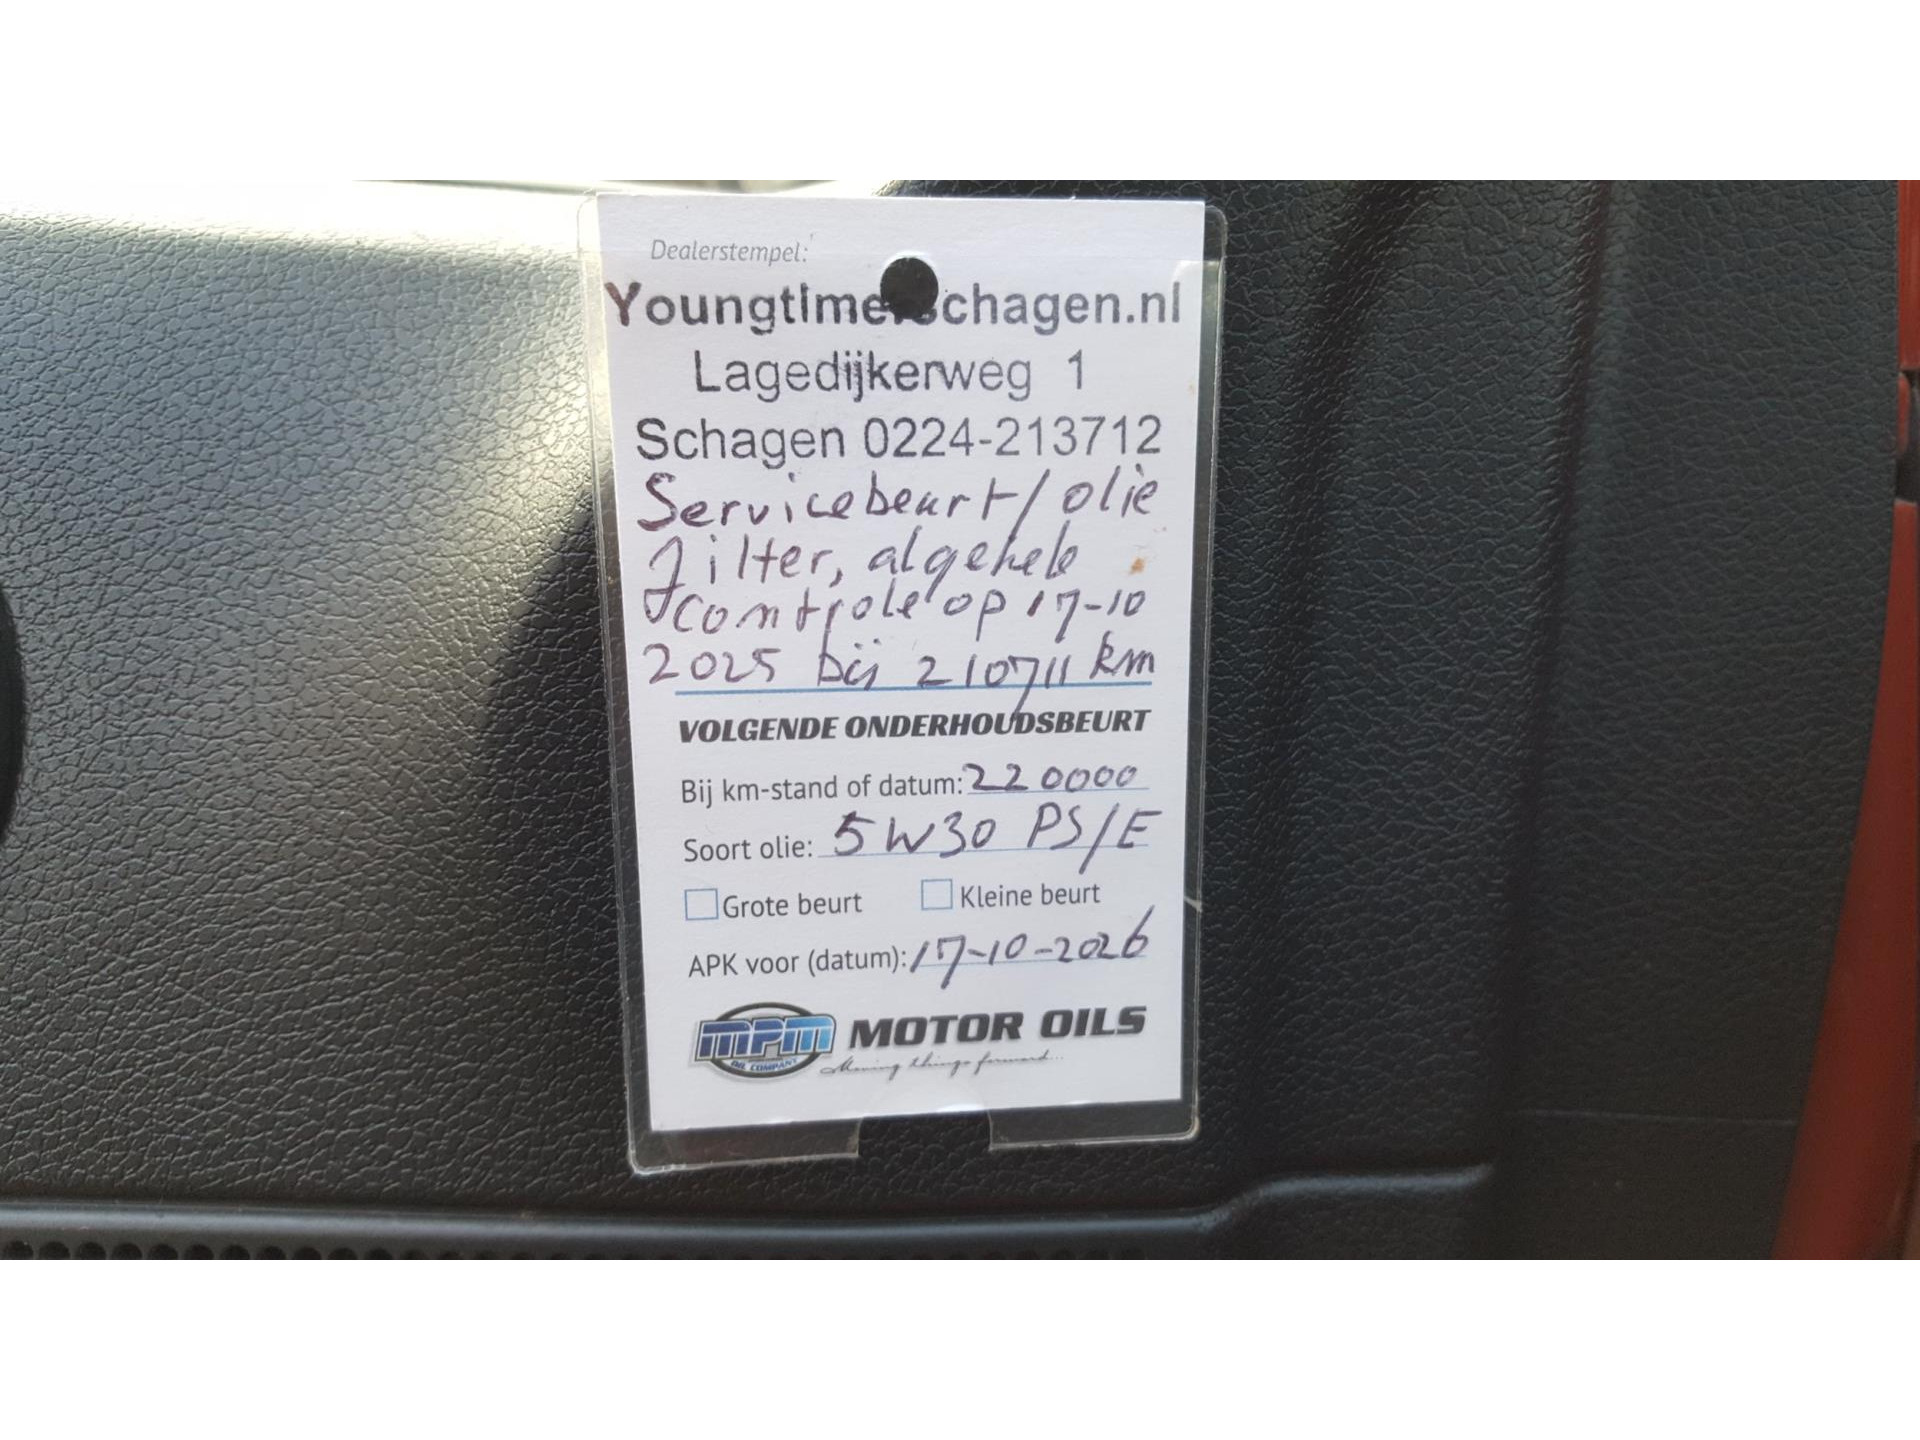 Dealerstempel:
Youngtimerschagen.nl
Lagedijkerweg 1
Schagen 0224-213712
Servicebeurt/olie
Filter, algehele
controle op 17-10
2025 bij 210711 km
VOLGENDE ONDERHOUDSBEURT
Bij km-stand of datum: 220000
Soort olie: 5W30 PS/E
Grote beurt Kleine beurt
APK voor (datum): 17-10-2026
MPM MOTOR OILS
OIL COMPANY Moving things forward...